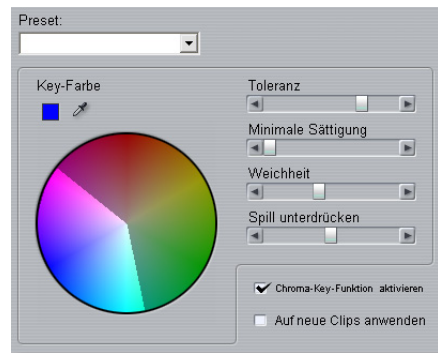 Preset:
Key-Farbe
Toleranz
Minimale Sättigung
Weichheit
Spill unterdrücken
Chroma-Key-Funktion aktivieren
Auf neue Clips anwenden